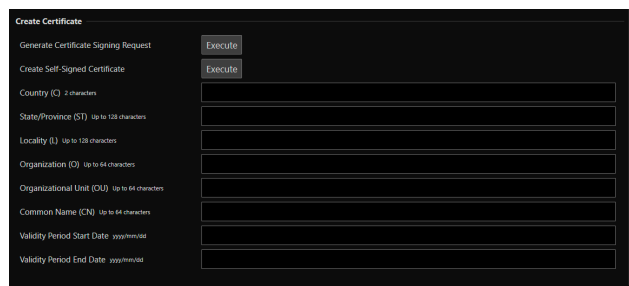 Create Certificate
Generate Certificate Signing Request Execute
Create Self-Signed Certificate Execute
Country (C) 2 characters
State/Province (ST) Up to 128 characters
Locality (L) Up to 128 characters
Organization (O) Up to 64 characters
Organizational Unit (OU) Up to 64 characters
Common Name (CN) Up to 64 characters
Validity Period Start Date yyyy/mm/dd
Validity Period End Date yyyy/mm/dd